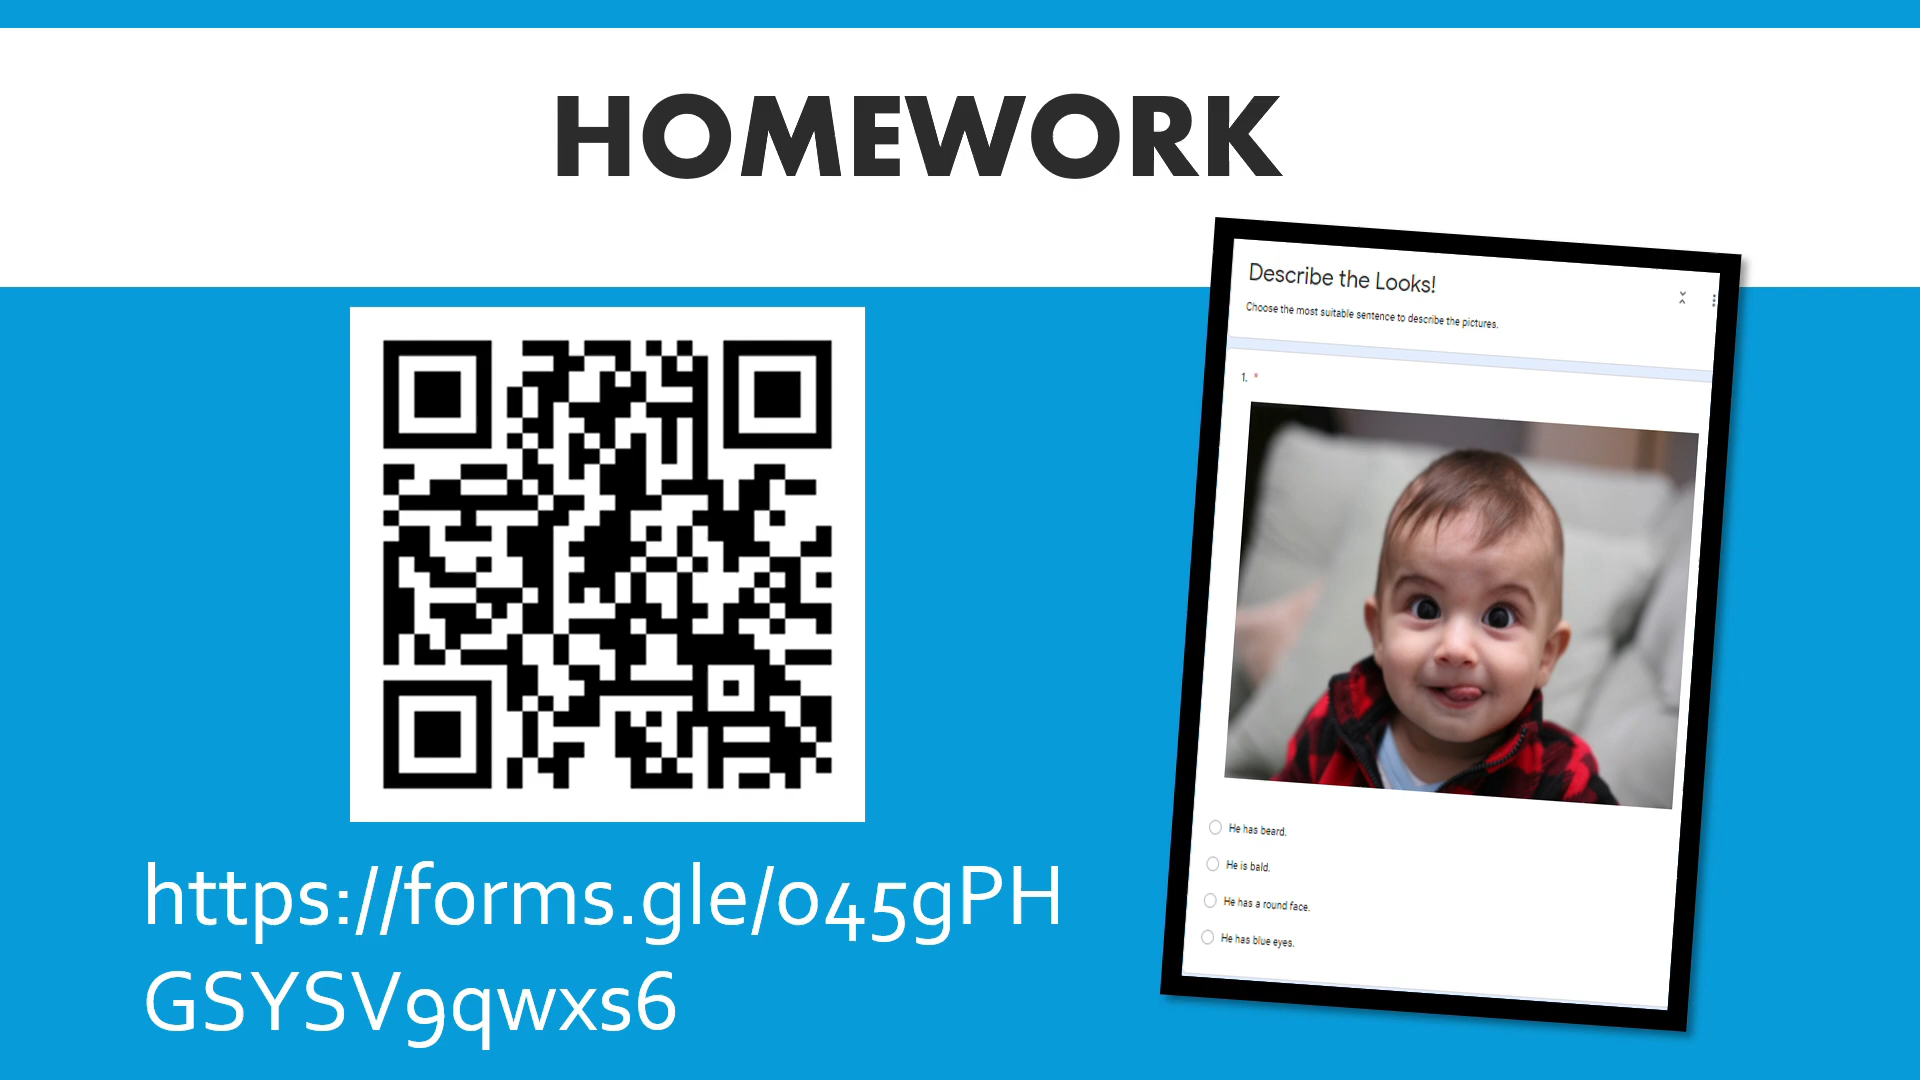 HOMEWORK
Describe the Looks!
Choose the most suitable sentence to describe the pictures.
1. *
He has beard.
He is bald.
He has a round face.
He has blue eyes.
https://forms.gle/o45gPH
GSYSV9qwxs6